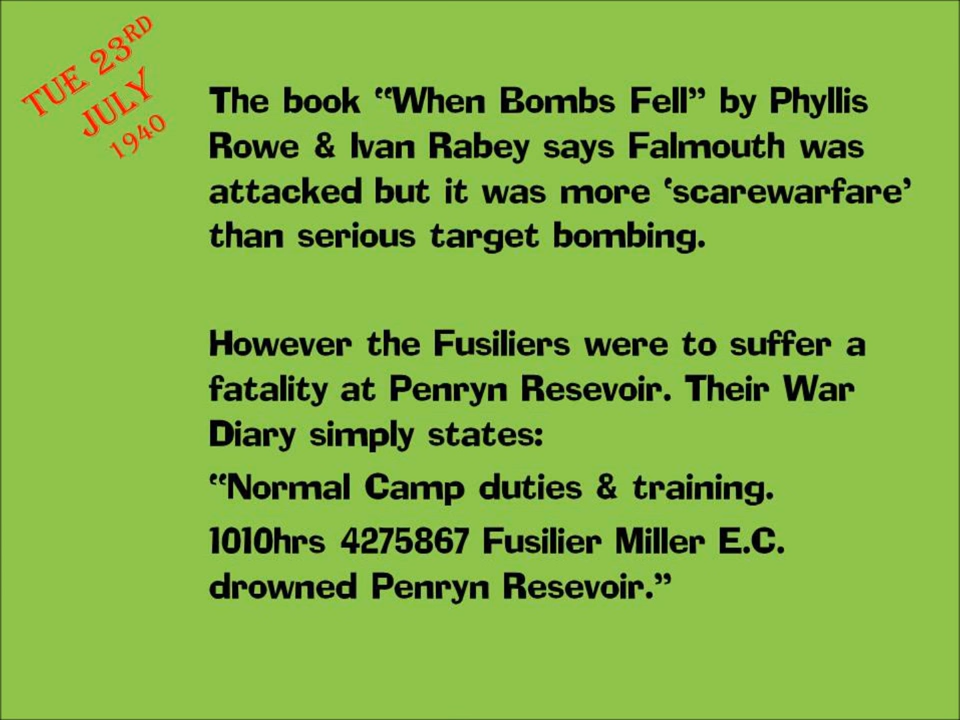 TUE 23RD
JULY
1940
The book “When Bombs Fell” by Phyllis
Rowe & Ivan Rabey says Falmouth was
attacked but it was more ‘scarewarfare’
than serious target bombing.
However the Fusiliers were to suffer a
fatality at Penryn Resevoir. Their War
Diary simply states:
“Normal Camp duties & training.
1010hrs 4275867 Fusilier Miller E.C.
drowned Penryn Resevoir.”